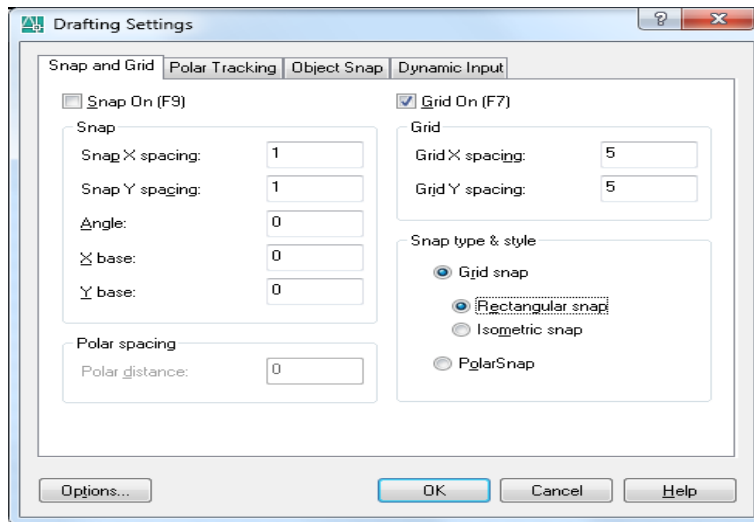 Drafting Settings
Snap and Grid Polar Tracking Object Snap Dynamic Input
Snap On (F9)
Snap
Snap X spacing: 1
Snap Y spacing: 1
Angle: 0
X base: 0
Y base: 0
Polar spacing
Polar distance: 0
Grid On (F7)
Grid
Grid X spacing: 5
Grid Y spacing: 5
Snap type & style
Grid snap
Rectangular snap
Isometric snap
PolarSnap
Options... OK Cancel Help